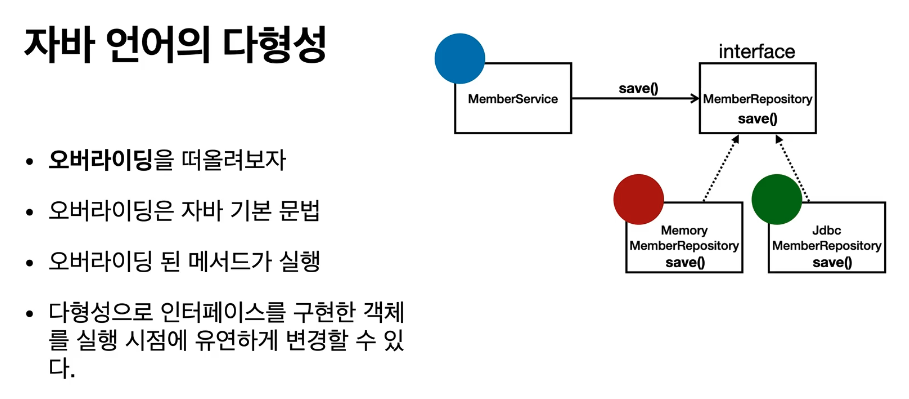 자바 언어의 다형성
• 오버라이딩을 떠올려보자
• 오버라이딩은 자바 기본 문법
• 오버라이딩 된 메서드가 실행
• 다형성으로 인터페이스를 구현한 객체
를 실행 시점에 유연하게 변경할 수 있
다.
interface
MemberService
save()
MemberRepository
save()
Memory
MemberRepository
save()
Jdbc
MemberRepository
save()